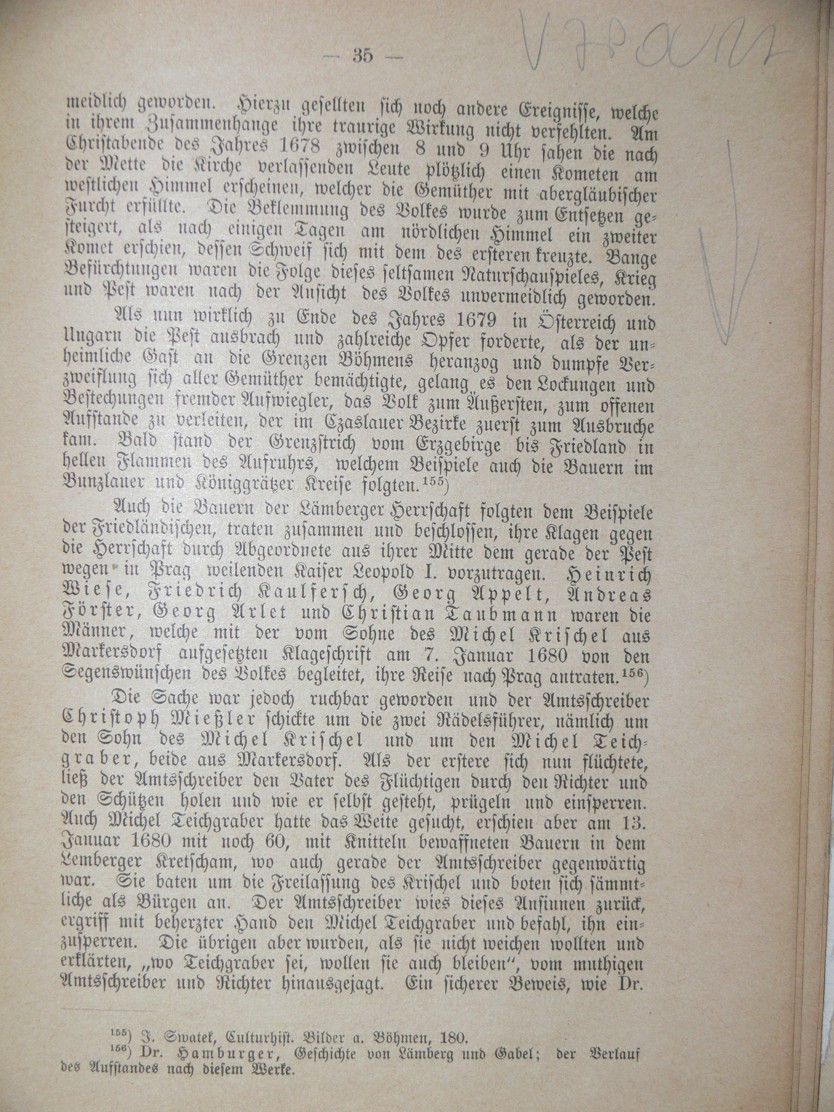 — 35 —
meidlich geworden. Hierzu gesellten sich noch andere Ereignisse, welche
in ihrem Zusammenhange ihre traurige Wirkung nicht verfehlten. Am
Christabende des Jahres 1678 zwischen 8 und 9 Uhr sahen die nach
der Mette die Kirche verlassenden Leute plötzlich einen Kometen am
westlichen Himmel erscheinen, welcher die Gemüther mit abergläubischer
Furcht erfüllte. Die Beklemmung des Volkes wurde zum Entsetzen ge-
steigert, als nach einigen Tagen am nördlichen Himmel ein zweiter
Komet erschien, dessen Schweif sich mit dem des ersteren kreuzte. Bange
Befürchtungen waren die Folge dieses seltsamen Naturschauspieles, Krieg
und Pest waren nach der Ansicht des Volkes unvermeidlich geworden.
Als nun wirklich zu Ende des Jahres 1679 in Österreich und
Ungarn die Pest ausbrach und zahlreiche Opfer forderte, als der un-
heimliche Gast an die Grenzen Böhmens heranzog und dumpfe Ver-
zweiflung sich aller Gemüther bemächtigte, gelang es den Lockungen und
Bestechungen fremder Aufwiegler, das Volk zum Äußersten, zum offenen
Aufstande zu verleiten, der im Czaslauer Bezirke zuerst zum Ausbruche
kam. Bald stand der Grenzstrich vom Erzgebirge bis Friedland in
hellen Flammen des Aufruhrs, welchem Beispiele auch die Bauern im
Bunzlauer und Königgrätzer Kreise folgten.¹⁵⁵)
Auch die Bauern der Lämberger Herrschaft folgten dem Beispiele
der Friedländischen, traten zusammen und beschlossen, ihre Klagen gegen
die Herrschaft durch Abgeordnete aus ihrer Mitte dem gerade der Pest
wegen in Prag weilenden Kaiser Leopold I. vorzutragen. Heinrich
Wiese, Friedrich Kaulfersch, Georg Appelt, Andreas
Förster, Georg Arlet und Christian Taubmann waren die
Männer, welche mit der vom Sohne des Michel Krischel aus
Markersdorf aufgesetzten Klageschrift am 7. Januar 1680 von den
Segenswünschen des Volkes begleitet, ihre Reise nach Prag antraten.¹⁵⁶)
Die Sache war jedoch ruchbar geworden und der Amtsschreiber
Christoph Mießler schickte um die zwei Rädelsführer, nämlich um
den Sohn des Michel Krischel und um den Michel Teich-
graber, beide aus Markersdorf. Als der erstere sich nun flüchtete,
ließ der Amtsschreiber den Vater des Flüchtigen durch den Richter und
den Schützen holen und wie er selbst gesteht, prügeln und einsperren.
Auch Michel Teichgraber hatte das Weite gesucht, erschien aber am 13.
Januar 1680 mit noch 60, mit Knitteln bewaffneten Bauern in dem
Lemberger Kretscham, wo auch gerade der Amtsschreiber gegenwärtig
war. Sie baten um die Freilassung des Krischel und boten sich sämmt-
liche als Bürgen an. Der Amtsschreiber wies dieses Ansinnen zurück,
ergriff mit beherzter Hand den Michel Teichgraber und befahl, ihn ein-
zusperren. Die übrigen aber wurden, als sie nicht weichen wollten und
erklärten, „wo Teichgraber sei, wollen sie auch bleiben“, vom muthigen
Amtsschreiber und Richter hinausgejagt. Ein sicherer Beweis, wie Dr.
¹⁵⁵) J. Swatek, Culturhist. Bilder a. Böhmen, 180.
¹⁵⁶) Dr. Hamburger, Geschichte von Lämberg und Gabel; der Verlauf
des Aufstandes nach diesem Werke.